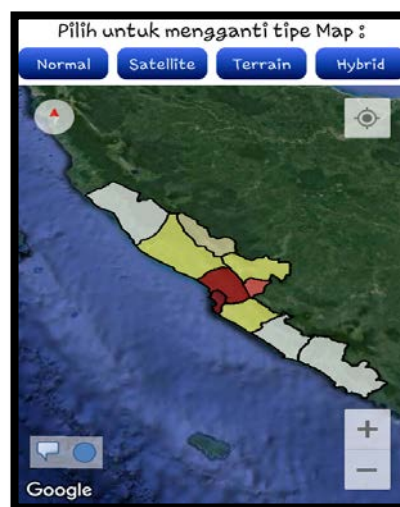 Pilih untuk mengganti tipe Map :
Normal Satellite Terrain Hybrid
+
−
Google